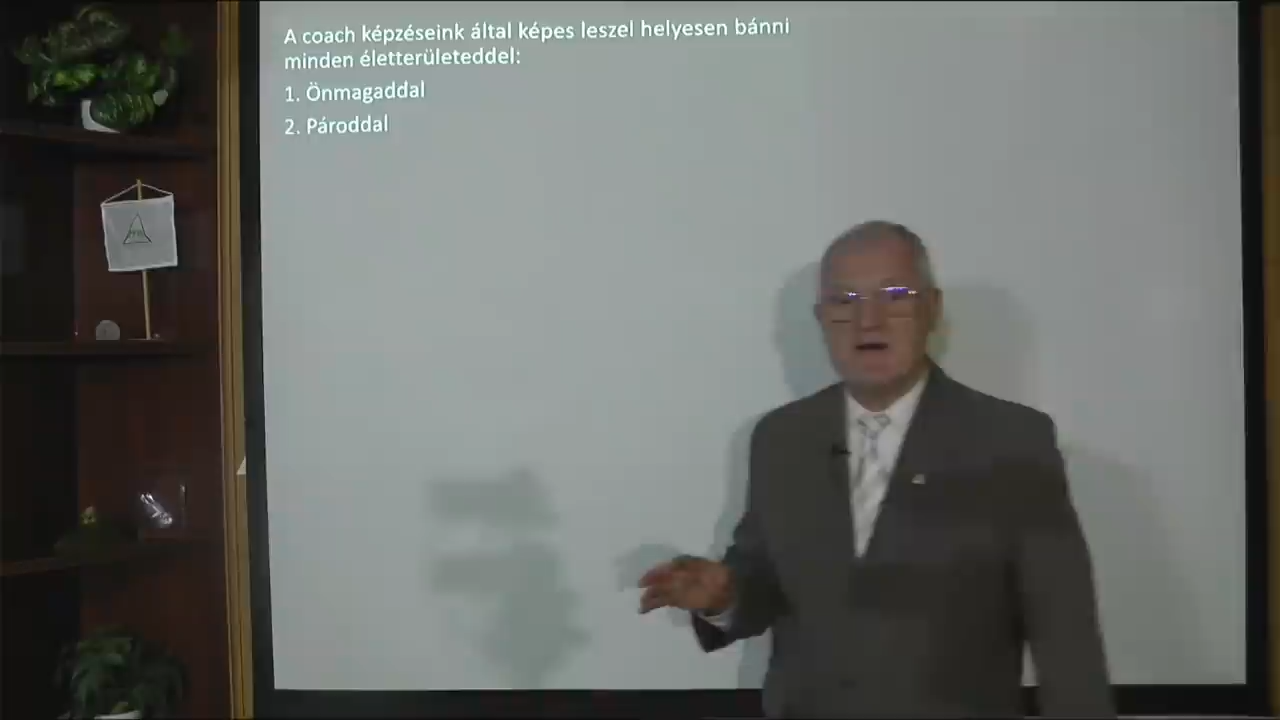 A coach képzéseink által képes leszel helyesen bánni
minden életterületeddel:
1. Önmagaddal
2. Pároddal